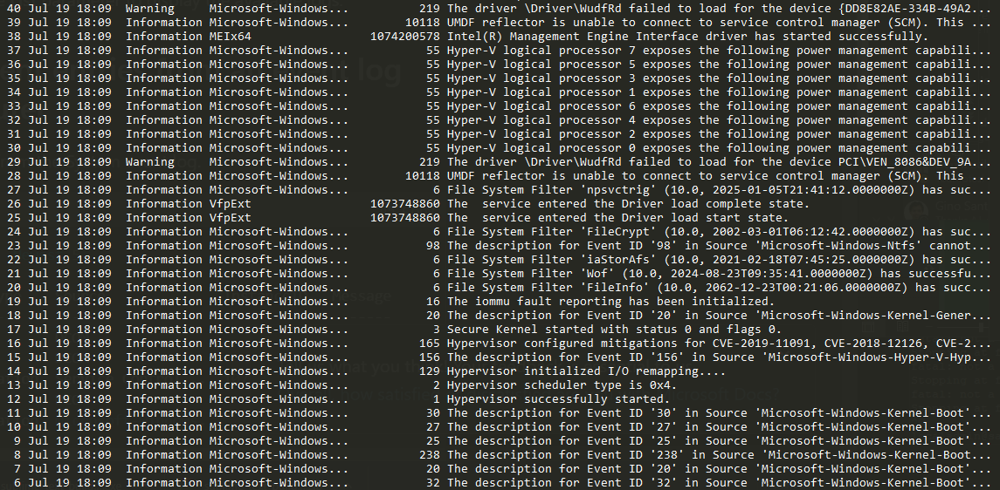 40 Jul 19 18:09  Warning     Microsoft-Windows...          219 The driver \Driver\WudfRd failed to load for the device {DD8E82AE-334B-49A2...
39 Jul 19 18:09  Information Microsoft-Windows...        10118 UMDF reflector is unable to connect to service control manager (SCM). This ...
38 Jul 19 18:09  Information MEIx64                 1074200578 Intel(R) Management Engine Interface driver has started successfully.
37 Jul 19 18:09  Information Microsoft-Windows...           55 Hyper-V logical processor 7 exposes the following power management capabili...
36 Jul 19 18:09  Information Microsoft-Windows...           55 Hyper-V logical processor 5 exposes the following power management capabili...
35 Jul 19 18:09  Information Microsoft-Windows...           55 Hyper-V logical processor 3 exposes the following power management capabili...
34 Jul 19 18:09  Information Microsoft-Windows...           55 Hyper-V logical processor 1 exposes the following power management capabili...
33 Jul 19 18:09  Information Microsoft-Windows...           55 Hyper-V logical processor 6 exposes the following power management capabili...
32 Jul 19 18:09  Information Microsoft-Windows...           55 Hyper-V logical processor 4 exposes the following power management capabili...
31 Jul 19 18:09  Information Microsoft-Windows...           55 Hyper-V logical processor 2 exposes the following power management capabili...
30 Jul 19 18:09  Information Microsoft-Windows...           55 Hyper-V logical processor 0 exposes the following power management capabili...
29 Jul 19 18:09  Warning     Microsoft-Windows...          219 The driver \Driver\WudfRd failed to load for the device PCI\VEN_8086&DEV_9A...
28 Jul 19 18:09  Information Microsoft-Windows...        10118 UMDF reflector is unable to connect to service control manager (SCM). This ...
27 Jul 19 18:09  Information Microsoft-Windows...            6 File System Filter 'npsvctrig' (10.0, 2025-01-05T21:41:12.0000000Z) has suc...
26 Jul 19 18:09  Information VfpExt                 1073748860 The  service entered the Driver load complete state.
25 Jul 19 18:09  Information VfpExt                 1073748860 The  service entered the Driver load start state.
24 Jul 19 18:09  Information Microsoft-Windows...            6 File System Filter 'FileCrypt' (10.0, 2002-03-01T06:12:42.0000000Z) has suc...
23 Jul 19 18:09  Information Microsoft-Windows...           98 The description for Event ID '98' in Source 'Microsoft-Windows-Ntfs' cannot...
22 Jul 19 18:09  Information Microsoft-Windows...            6 File System Filter 'iaStorAfs' (10.0, 2021-02-18T07:45:25.0000000Z) has suc...
21 Jul 19 18:09  Information Microsoft-Windows...            6 File System Filter 'Wof' (10.0, 2024-08-23T09:35:41.0000000Z) has successfu...
20 Jul 19 18:09  Information Microsoft-Windows...            6 File System Filter 'FileInfo' (10.0, 2062-12-23T00:21:06.0000000Z) has succ...
19 Jul 19 18:09  Information Microsoft-Windows...           16 The iommu fault reporting has been initialized.
18 Jul 19 18:09  Information Microsoft-Windows...           20 The description for Event ID '20' in Source 'Microsoft-Windows-Kernel-Gener...
17 Jul 19 18:09  Information Microsoft-Windows...            3 Secure Kernel started with status 0 and flags 0.
16 Jul 19 18:09  Information Microsoft-Windows...          165 Hypervisor configured mitigations for CVE-2019-11091, CVE-2018-12126, CVE-2...
15 Jul 19 18:09  Information Microsoft-Windows...          156 The description for Event ID '156' in Source 'Microsoft-Windows-Hyper-V-Hyp...
14 Jul 19 18:09  Information Microsoft-Windows...          129 Hypervisor initialized I/O remapping....
13 Jul 19 18:09  Information Microsoft-Windows...            2 Hypervisor scheduler type is 0x4.
12 Jul 19 18:09  Information Microsoft-Windows...            1 Hypervisor successfully started.
11 Jul 19 18:09  Information Microsoft-Windows...           30 The description for Event ID '30' in Source 'Microsoft-Windows-Kernel-Boot'...
10 Jul 19 18:09  Information Microsoft-Windows...           27 The description for Event ID '27' in Source 'Microsoft-Windows-Kernel-Boot'...
9 Jul 19 18:09  Information Microsoft-Windows...           25 The description for Event ID '25' in Source 'Microsoft-Windows-Kernel-Boot'...
8 Jul 19 18:09  Information Microsoft-Windows...          238 The description for Event ID '238' in Source 'Microsoft-Windows-Kernel-Boot...
7 Jul 19 18:09  Information Microsoft-Windows...           20 The description for Event ID '20' in Source 'Microsoft-Windows-Kernel-Boot'...
6 Jul 19 18:09  Information Microsoft-Windows...           32 The description for Event ID '32' in Source 'Microsoft-Windows-Kernel-Boot'...